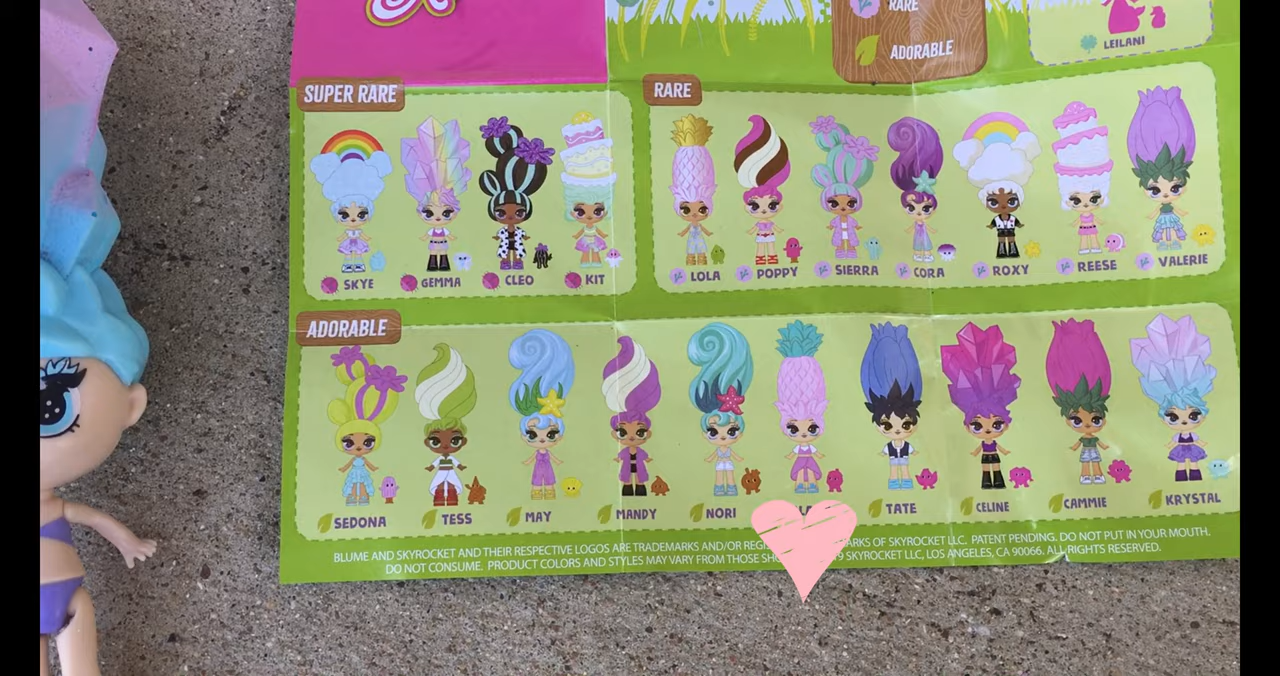 RARE
ADORABLE
LEILANI
SUPER RARE
RARE
SKYE GEMMA CLEO KIT
LOLA POPPY SIERRA CORA ROXY REESE VALERIE
ADORABLE
SEDONA TESS MAY MANDY NORI TATE CELINE CAMMIE KRYSTAL
BLUME AND SKYROCKET AND THEIR RESPECTIVE LOGOS ARE TRADEMARKS AND/OR OF SKYROCKET LLC. PATENT PENDING. DO NOT PUT IN YOUR MOUTH,
DO NOT CONSUME. PRODUCT COLORS AND STYLES MAY VARY FROM THOSE SKYROCKET LLC, LOS ANGELES, CA 90066. ALL RIGHTS RESERVED.